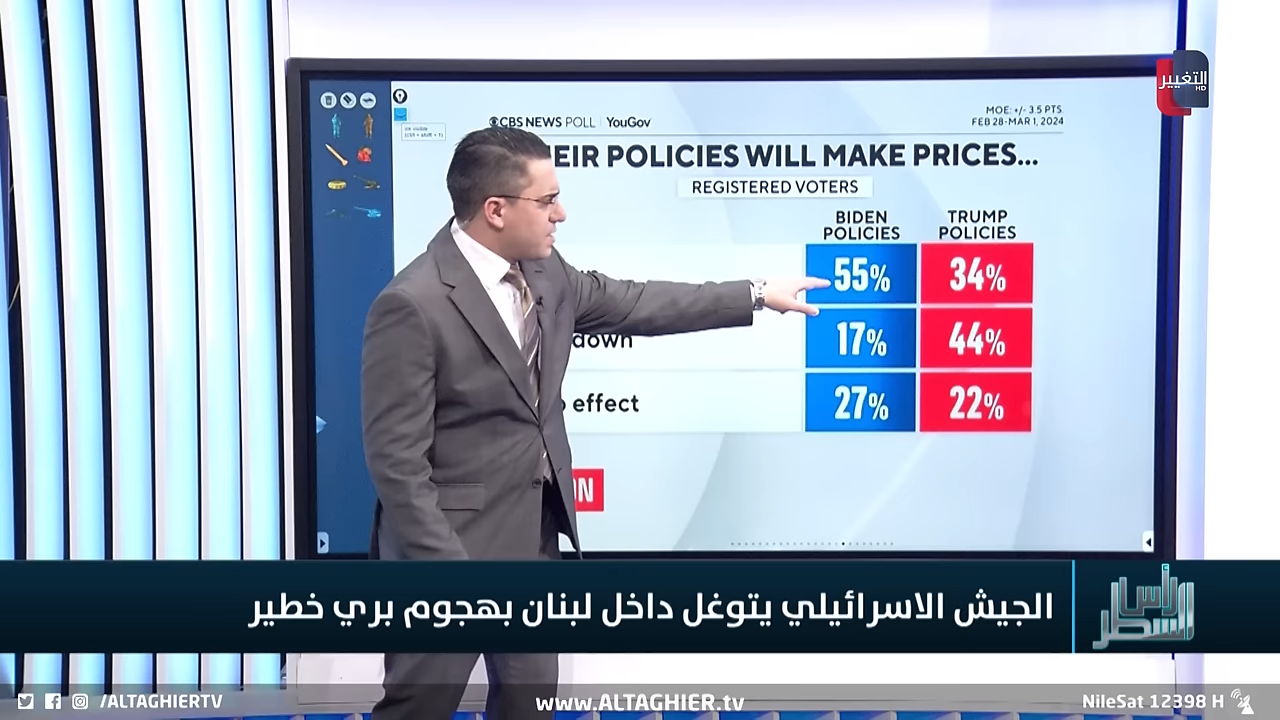 التغيير
HD
CBS NEWS POLL YouGov
MOE: +/- 3.5 PTS
FEB 28-MAR 1, 2024
EIR POLICIES WILL MAKE PRICES...
REGISTERED VOTERS
BIDEN POLICIES
TRUMP POLICIES
55% 34%
down 17% 44%
effect 27% 22%
N
الجيش الاسرائيلي يتوغل داخل لبنان بهجوم بري خطير
رأس السطر
/ALTAGHIERTV
www.ALTAGHIER.tv
NileSat 12398 H